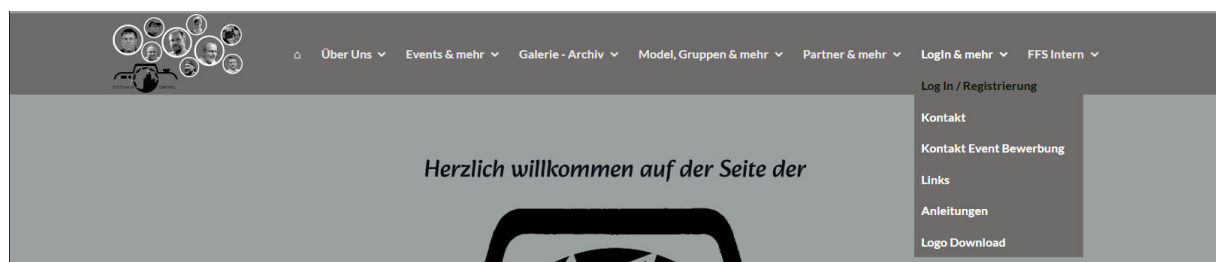 Über Uns
Events & mehr
Galerie - Archiv
Model, Gruppen & mehr
Partner & mehr
LogIn & mehr
FFS Intern
Log In / Registrierung
Kontakt
Kontakt Event Bewerbung
Links
Anleitungen
Logo Download
Herzlich willkommen auf der Seite der